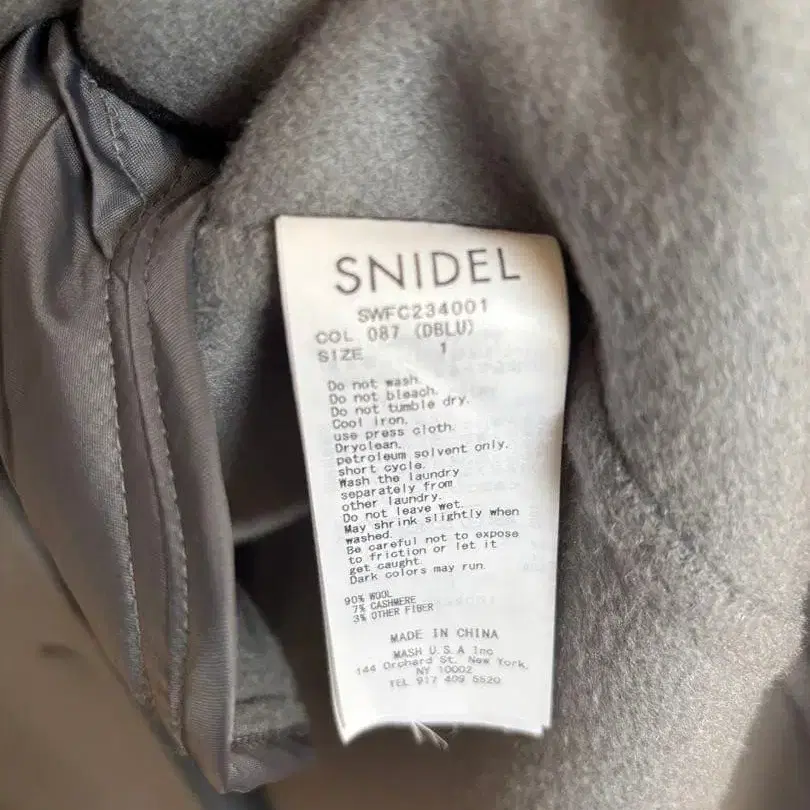 SNIDEL
SWFC234001
COL 087 (DBLU)
SIZE 1
Do not wash.
Do not bleach.
Do not tumble dry.
Cool iron.
use press cloth.
Dryclean.
petroleum solvent only.
short cycle.
Wash the laundry
separately from
other laundry.
Do not leave wet.
May shrink slightly when
washed.
Be careful not to expose
to friction or let it
get caught.
Dark colors may run.
90% WOOL
7% CASHMERE
3% OTHER FIBER
MADE IN CHINA
MASH U.S.A Inc
144 Orchard St. New York,
NY 10002
TEL 917 409 5520